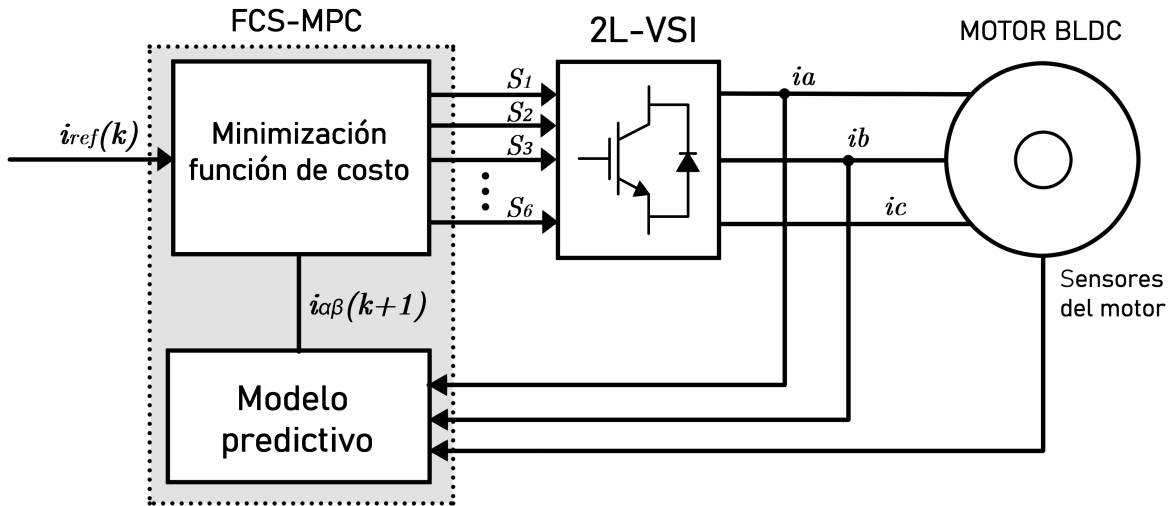 FCS-MPC
2L-VSI
MOTOR BLDC
iref(k)
Minimización
función de costo
S1
S2
S3
S6
ia
ib
ic
iαβ(k+1)
Sensores
del motor
Modelo
predictivo